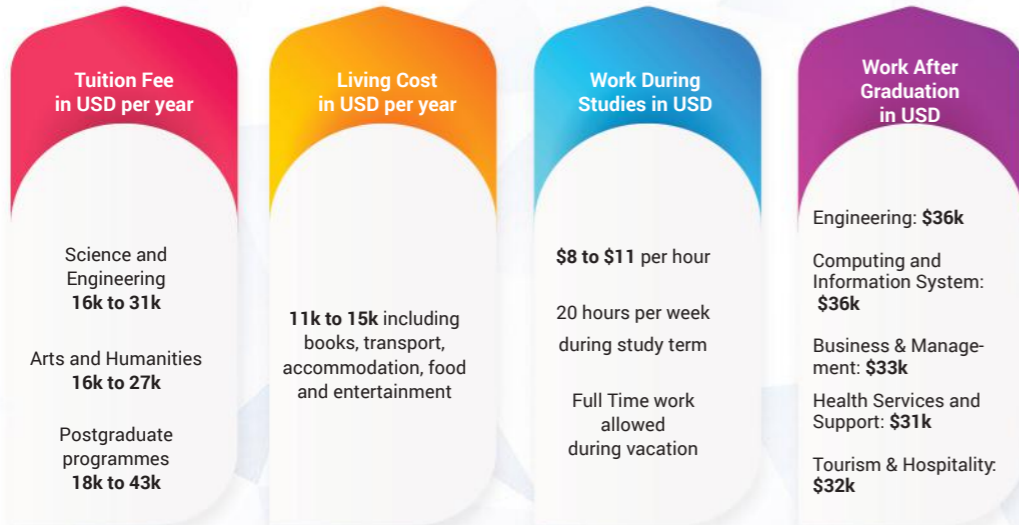 Tuition Fee
in USD per year
Science and
Engineering
16k to 31k
Arts and Humanities
16k to 27k
Postgraduate
programmes
18k to 43k
Living Cost
in USD per year
11k to 15k including
books, transport,
accommodation, food
and entertainment
Work During
Studies in USD
$8 to $11 per hour
20 hours per week
during study term
Full Time work
allowed
during vacation
Work After
Graduation
in USD
Engineering: $36k
Computing and
Information System:
$36k
Business & Manage-
ment: $33k
Health Services and
Support: $31k
Tourism & Hospitality:
$32k